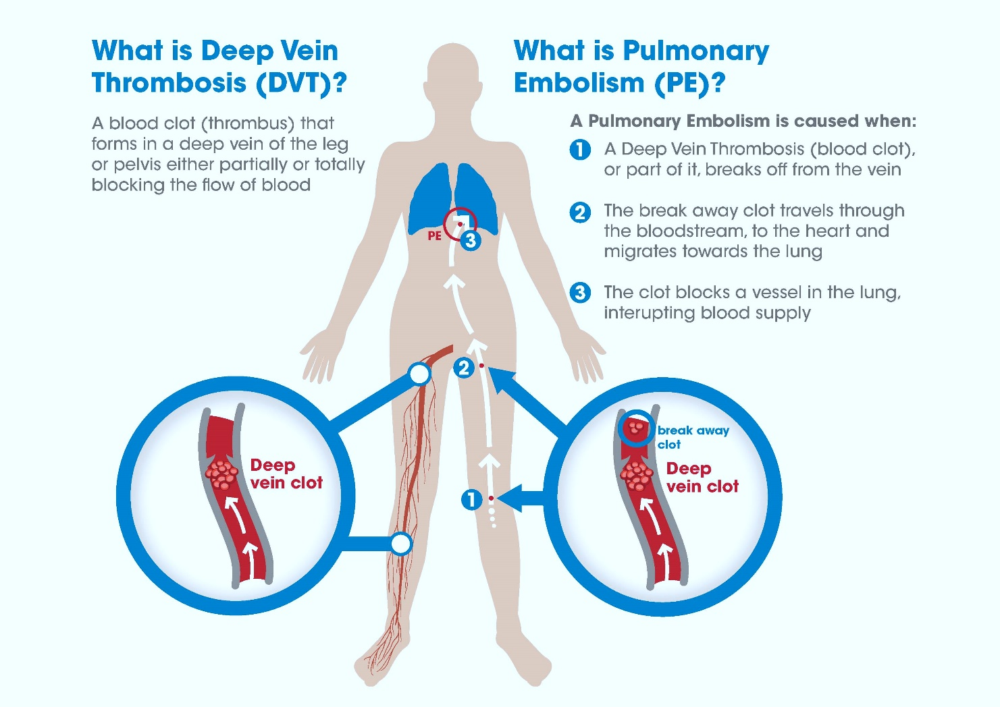 What is Deep Vein
Thrombosis (DVT)?
A blood clot (thrombus) that
forms in a deep vein of the leg
or pelvis either partially or totally
blocking the flow of blood
What is Pulmonary
Embolism (PE)?
A Pulmonary Embolism is caused when:
1 A Deep Vein Thrombosis (blood clot),
or part of it, breaks off from the vein
2 The break away clot travels through
the bloodstream, to the heart and
migrates towards the lung
3 The clot blocks a vessel in the lung,
interupting blood supply
PE
3
2
1
Deep
vein clot
break away
clot
Deep
vein clot